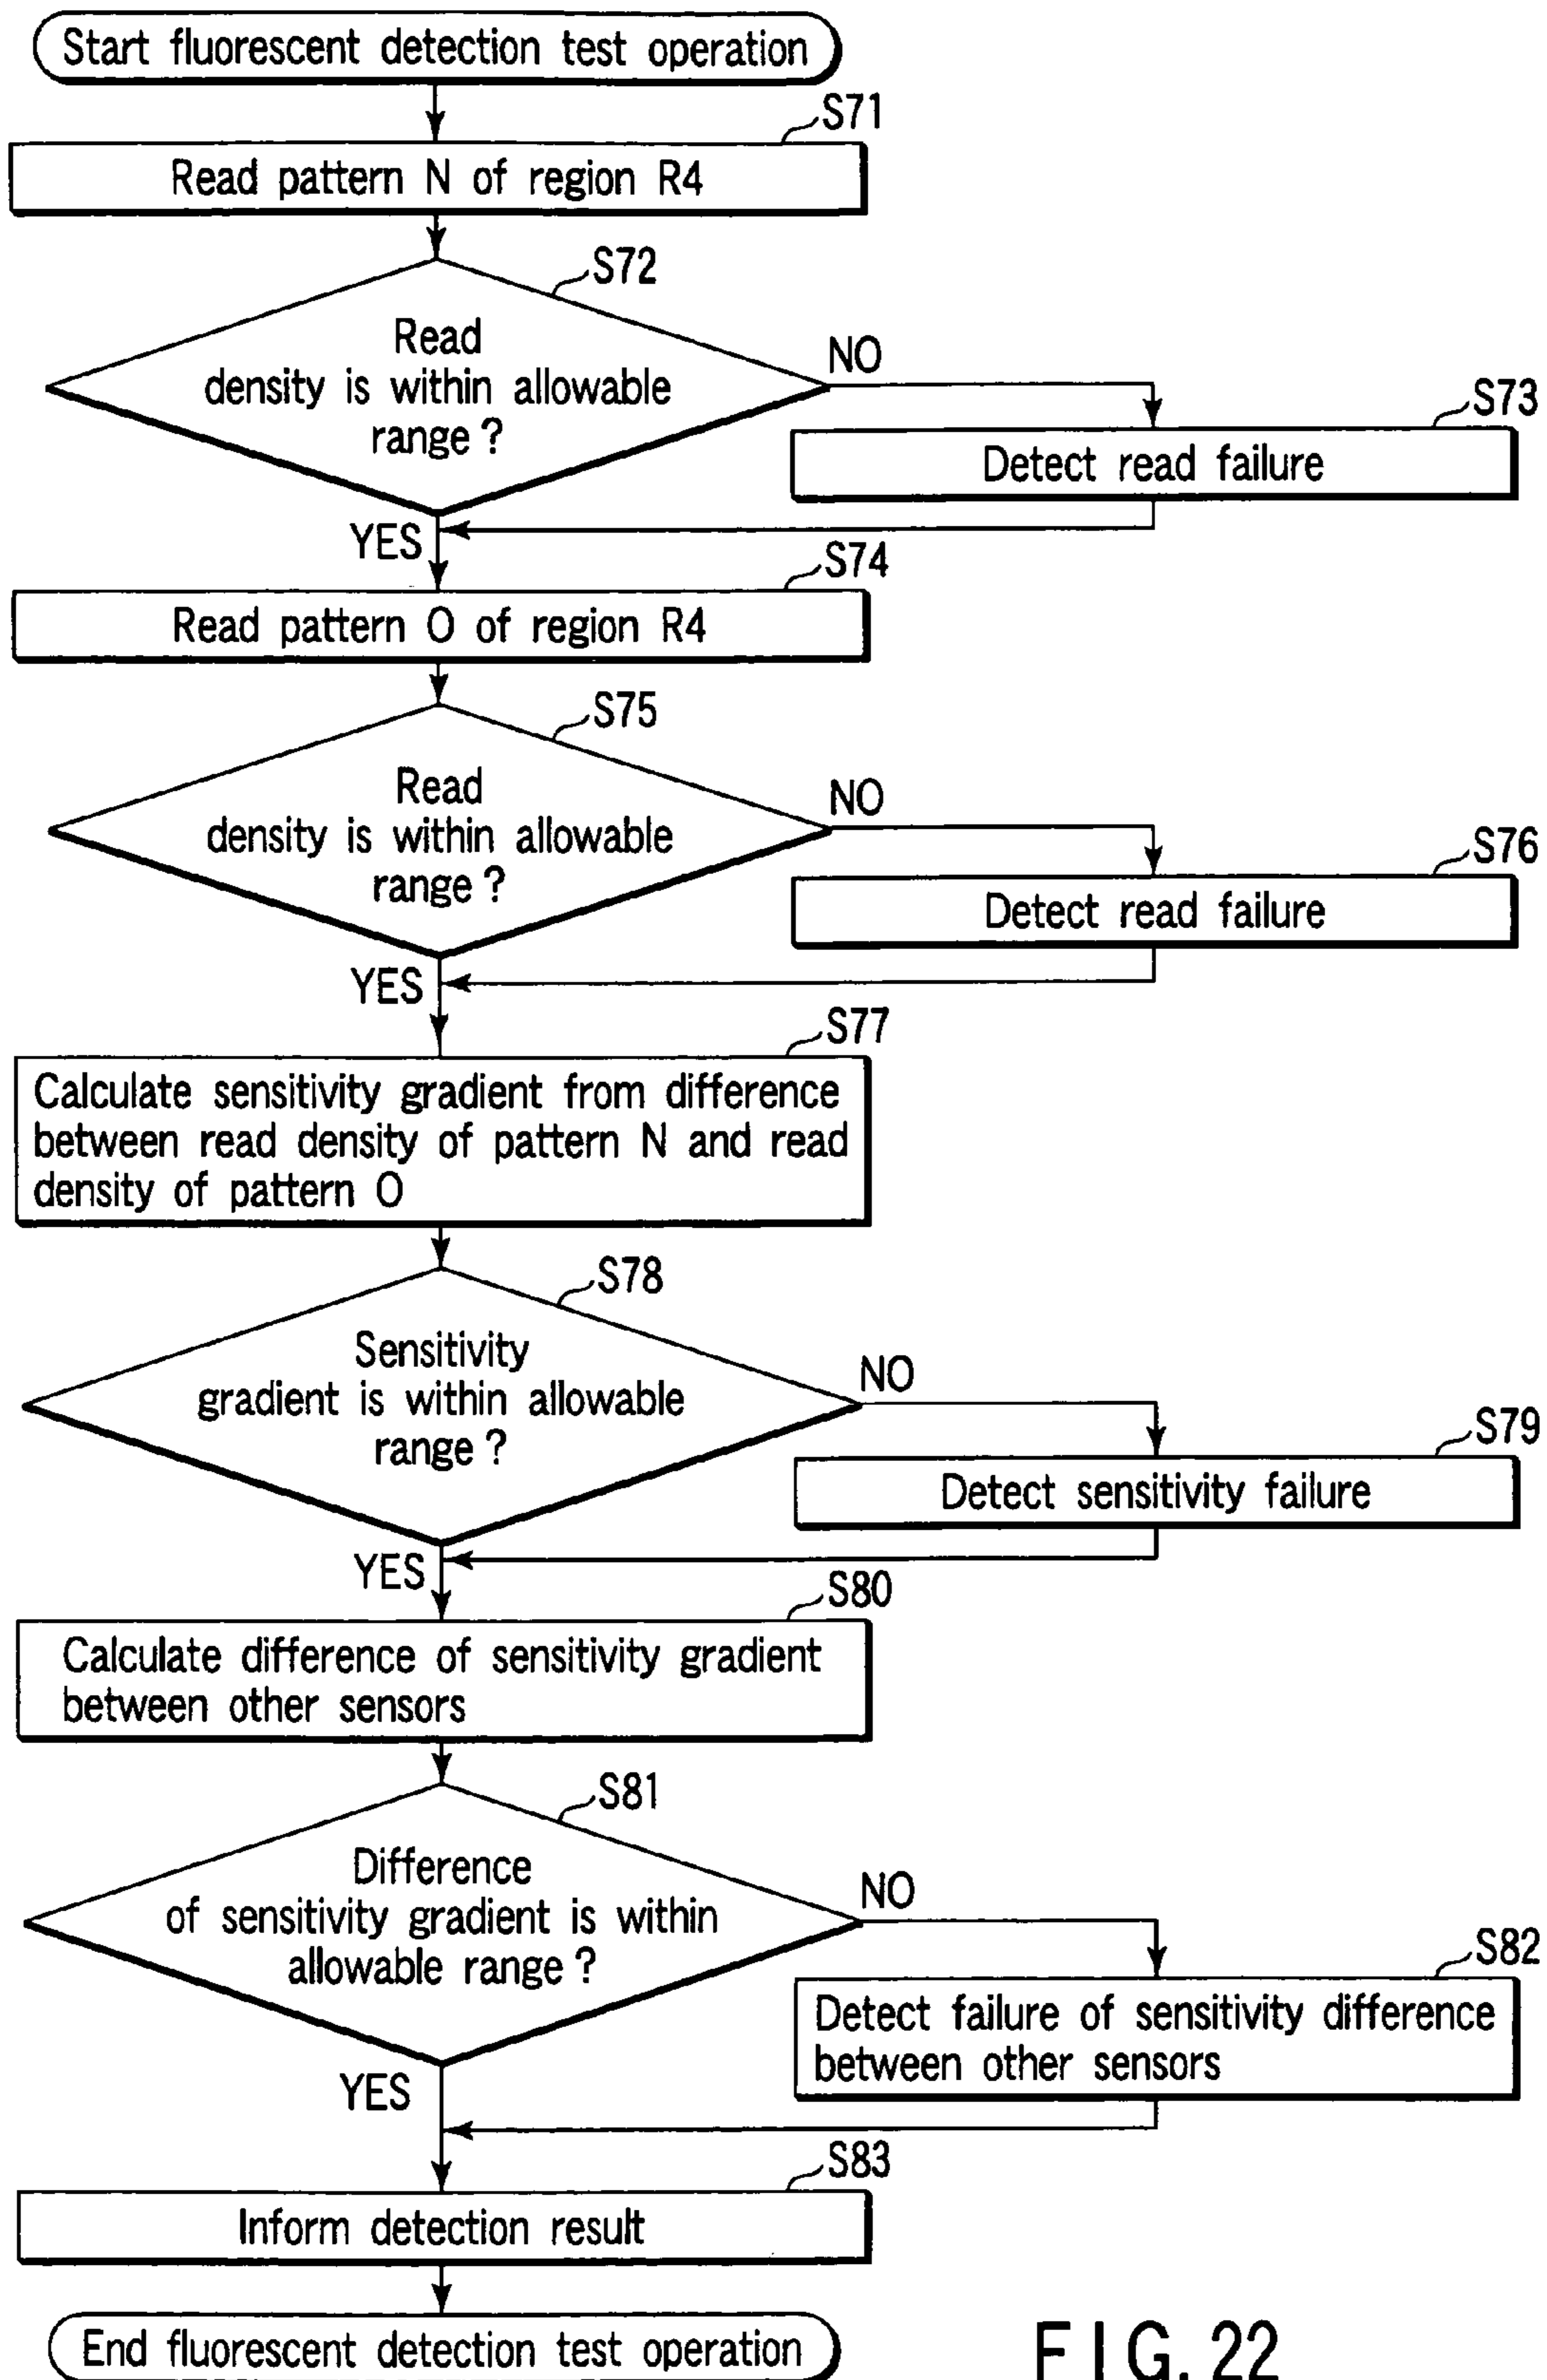 Start fluorescent detection test operation
S71
Read pattern N of region R4
S72
Read
density is within allowable
range ?
NO
S73
Detect read failure
YES
S74
Read pattern O of region R4
S75
Read
density is within allowable
range ?
NO
S76
Detect read failure
YES
S77
Calculate sensitivity gradient from difference
between read density of pattern N and read
density of pattern O
S78
Sensitivity
gradient is within allowable
range ?
NO
S79
Detect sensitivity failure
YES
S80
Calculate difference of sensitivity gradient
between other sensors
S81
Difference
of sensitivity gradient is within
allowable range ?
NO
S82
Detect failure of sensitivity difference
between other sensors
YES
S83
Inform detection result
End fluorescent detection test operation
FIG. 22